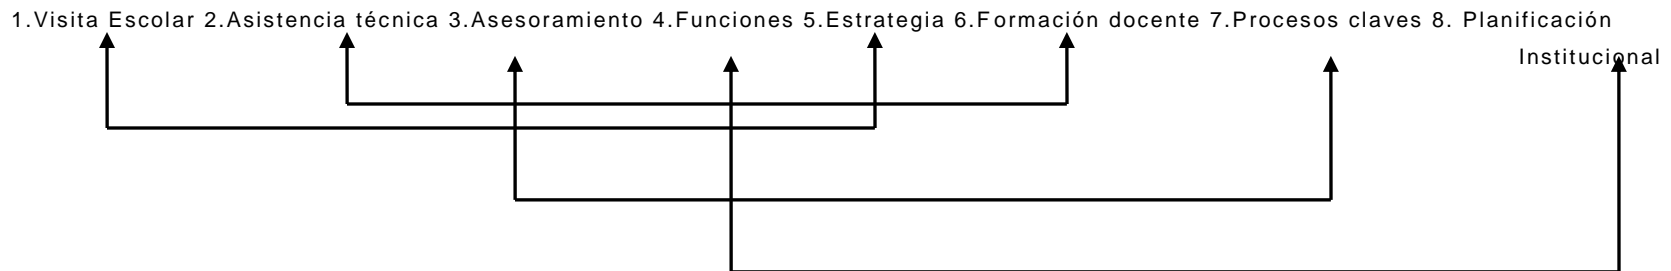 1.Visita Escolar 2.Asistencia técnica 3.Asesoramiento 4.Funciones 5.Estrategia 6.Formación docente 7.Procesos claves 8. Planificación
Institucional